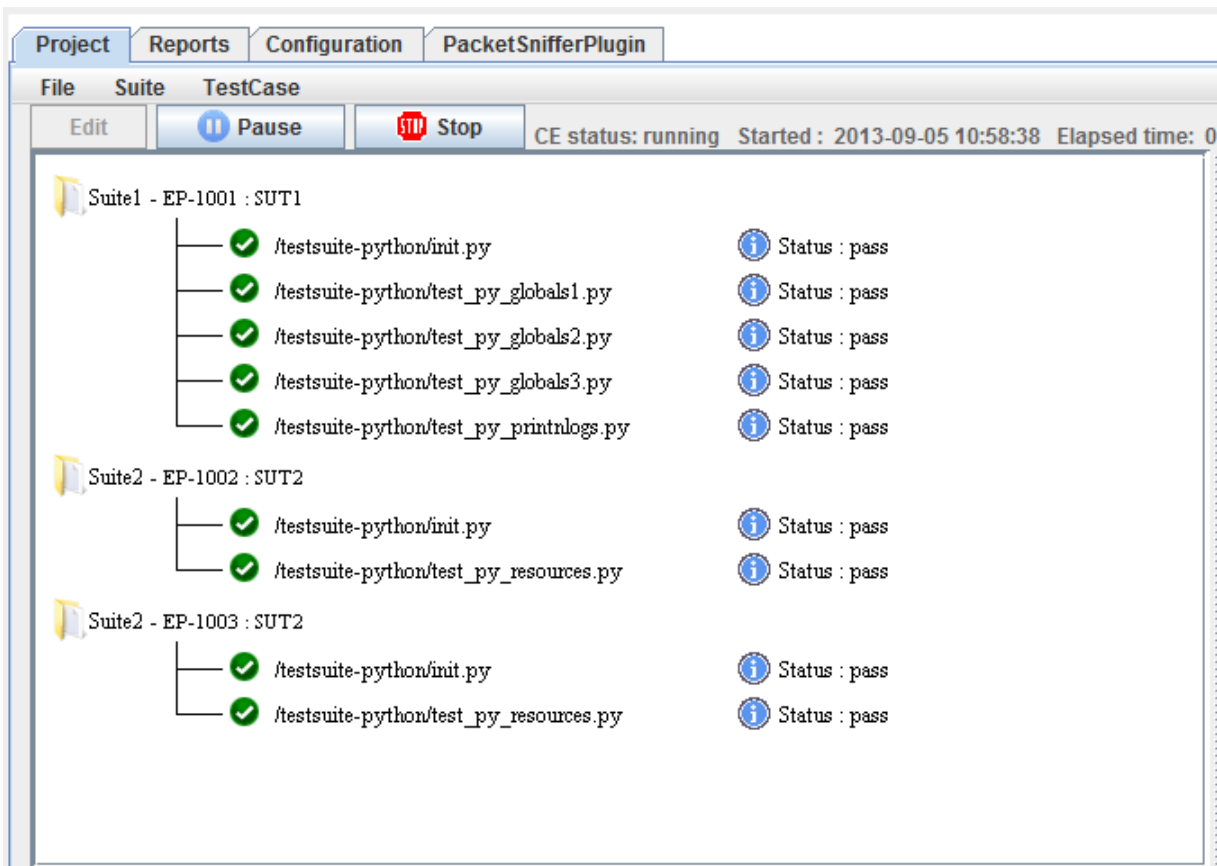 Project Reports Configuration PacketSnifferPlugin
File Suite TestCase
Edit Pause STOP Stop CE status: running Started : 2013-09-05 10:58:38 Elapsed time: 0
Suite1 - EP-1001 : SUT1
/testsuite-python/init.py Status : pass
/testsuite-python/test_py_globals1.py Status : pass
/testsuite-python/test_py_globals2.py Status : pass
/testsuite-python/test_py_globals3.py Status : pass
/testsuite-python/test_py_printnlogs.py Status : pass
Suite2 - EP-1002 : SUT2
/testsuite-python/init.py Status : pass
/testsuite-python/test_py_resources.py Status : pass
Suite2 - EP-1003 : SUT2
/testsuite-python/init.py Status : pass
/testsuite-python/test_py_resources.py Status : pass